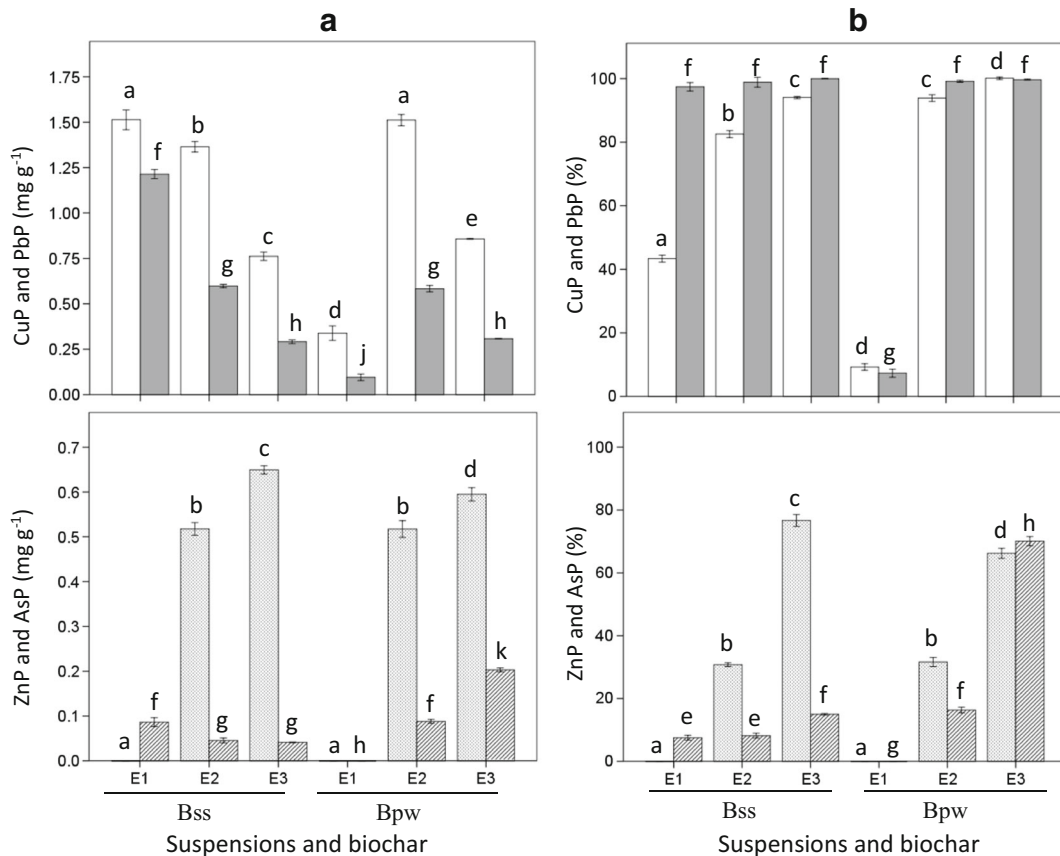 a
CuP and PbP (mg g⁻¹)
1.75
1.50
1.25
1.00
0.75
0.50
0.25
0.00
a f b g c h d j a g e h
ZnP and AsP (mg g⁻¹)
0.7
0.6
0.5
0.4
0.3
0.2
0.1
0.0
a f b g c g a h b f d k
E1 E2 E3 E1 E2 E3
Bss Bpw
Suspensions and biochar
b
CuP and PbP (%)
100
80
60
40
20
0
a f b f c f d g c f d f
ZnP and AsP (%)
100
80
60
40
20
0
a e b e c f a g b f d h
E1 E2 E3 E1 E2 E3
Bss Bpw
Suspensions and biochar